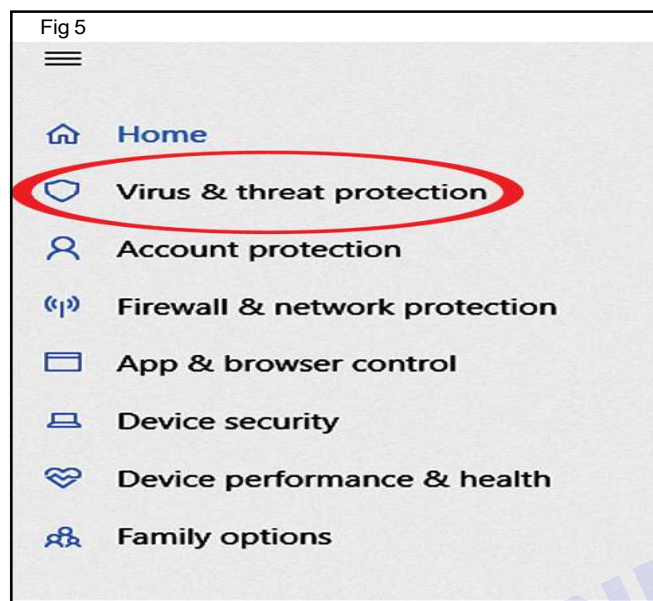 Fig 5
Home
Virus & threat protection
Account protection
Firewall & network protection
App & browser control
Device security
Device performance & health
Family options